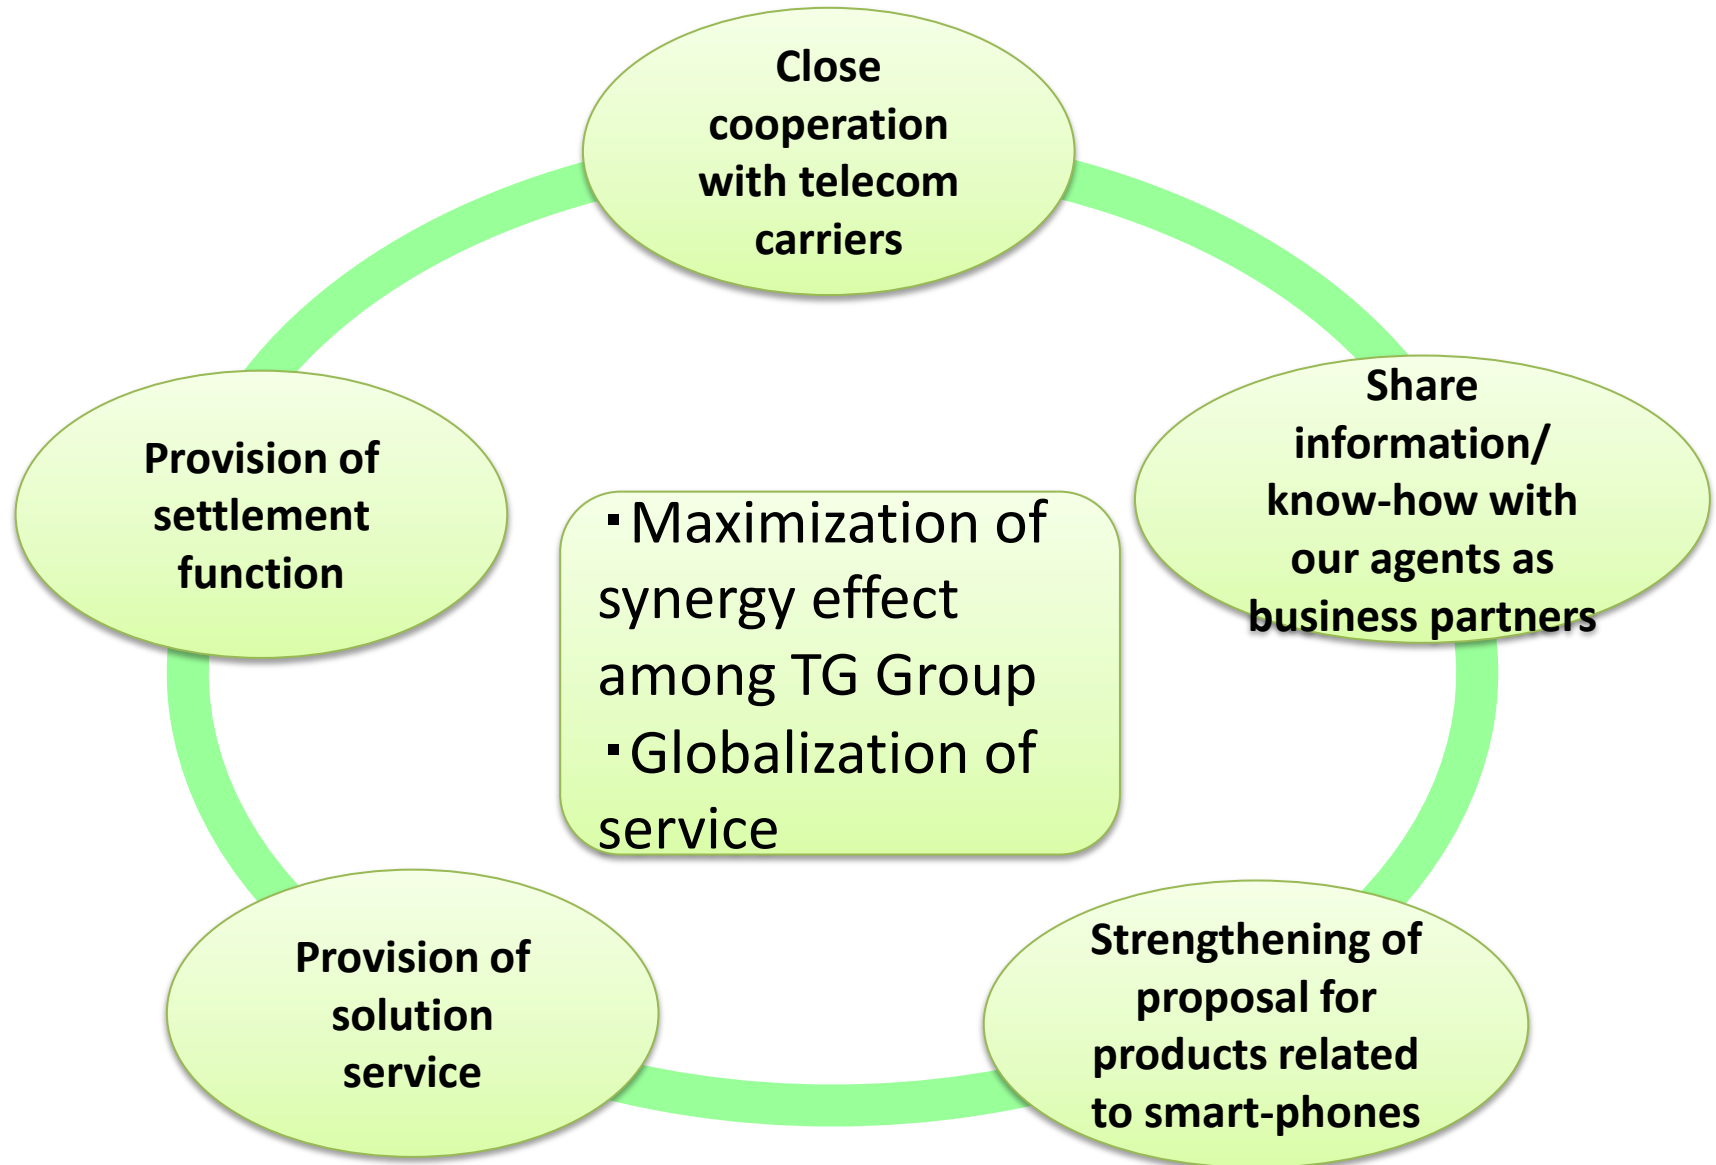 Close
cooperation
with telecom
carriers
Share
information/
know-how with
our agents as
business partners
Provision of
settlement
function
･Maximization of
synergy effect
among TG Group
･Globalization of
service
Provision of
solution
service
Strengthening of
proposal for
products related
to smart-phones